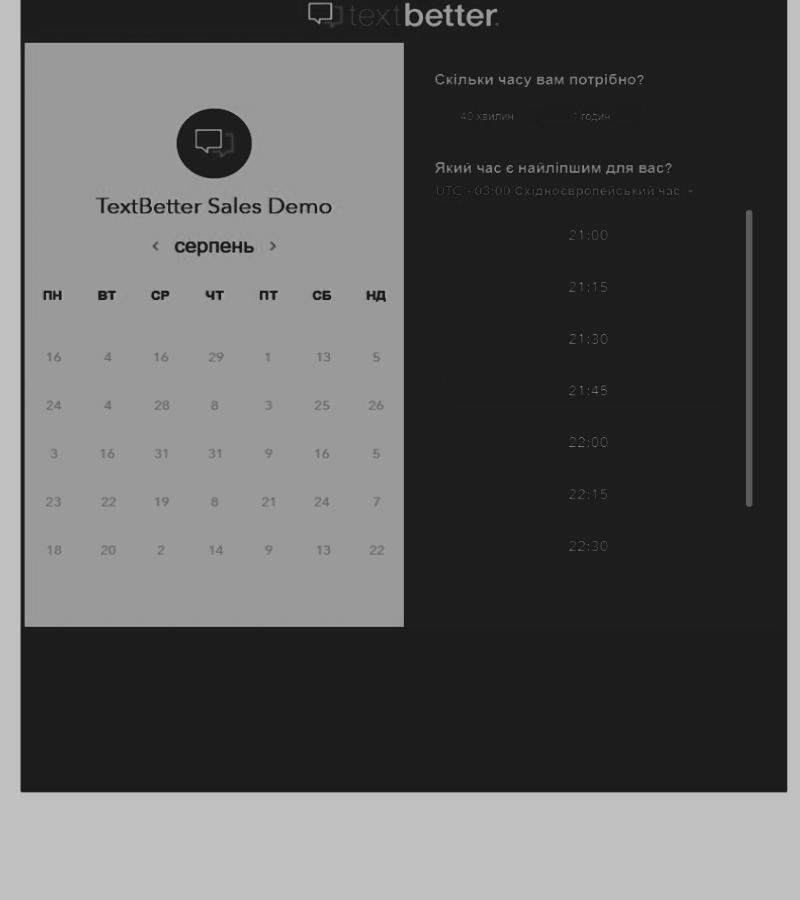 textbetter.
TextBetter Sales Demo
< серпень >
ПН ВТ СР ЧТ ПТ СБ НД
16 4 16 29 1 13 5
24 4 28 8 3 25 26
3 16 31 31 9 16 5
23 22 19 8 21 24 7
18 20 2 14 9 13 22
Скільки часу вам потрібно?
40 хвилин 1 годин
Який час є найліпшим для вас?
UTC - 03:00 Східноєвропейський час
21:00
21:15
21:30
21:45
22:00
22:15
22:30